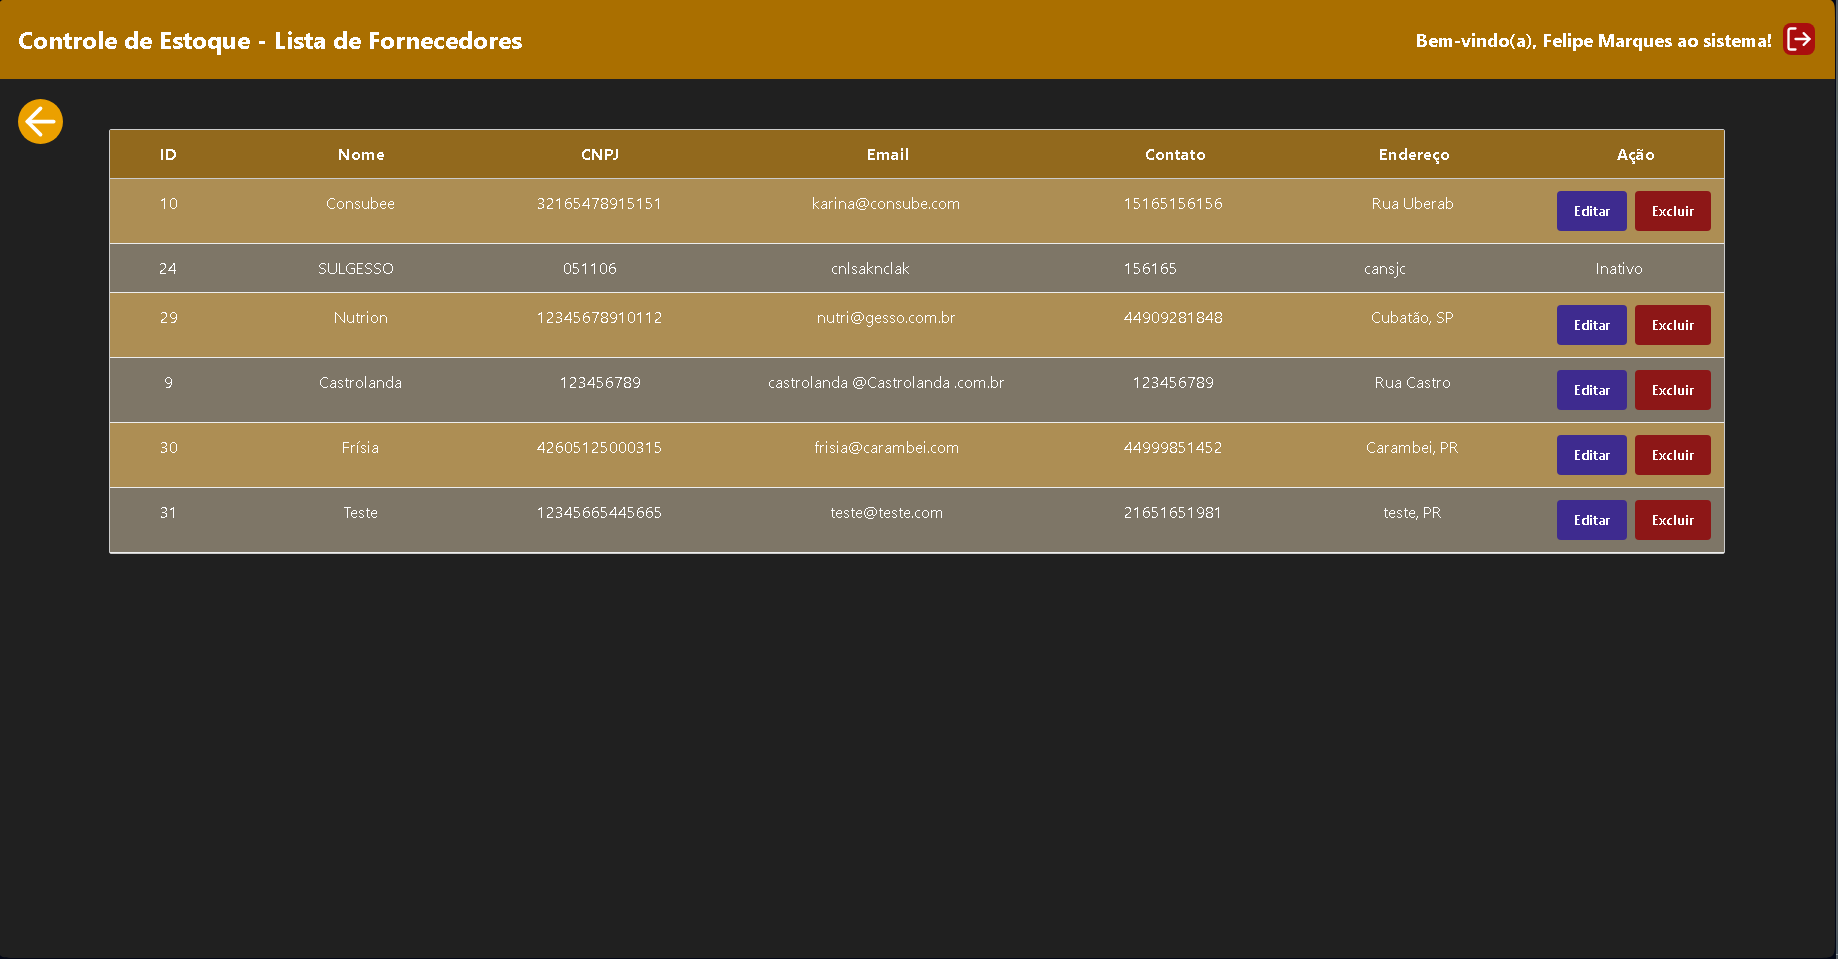 Controle de Estoque - Lista de Fornecedores
Bem-vindo(a), Felipe Marques ao sistema!
ID Nome CNPJ Email Contato Endereço Ação
10 Consubee 32165478915151 karina@consube.com 15165156156 Rua Uberab Editar Excluir
24 SULGESSO 051106 cnlsaknclak 156165 cansjc Inativo
29 Nutrion 12345678910112 nutri@gesso.com.br 44909281848 Cubatão, SP Editar Excluir
9 Castrolanda 123456789 castrolanda @Castrolanda .com.br 123456789 Rua Castro Editar Excluir
30 Frísia 42605125000315 frisia@carambei.com 44999851452 Carambei, PR Editar Excluir
31 Teste 12345665445665 teste@teste.com 21651651981 teste, PR Editar Excluir